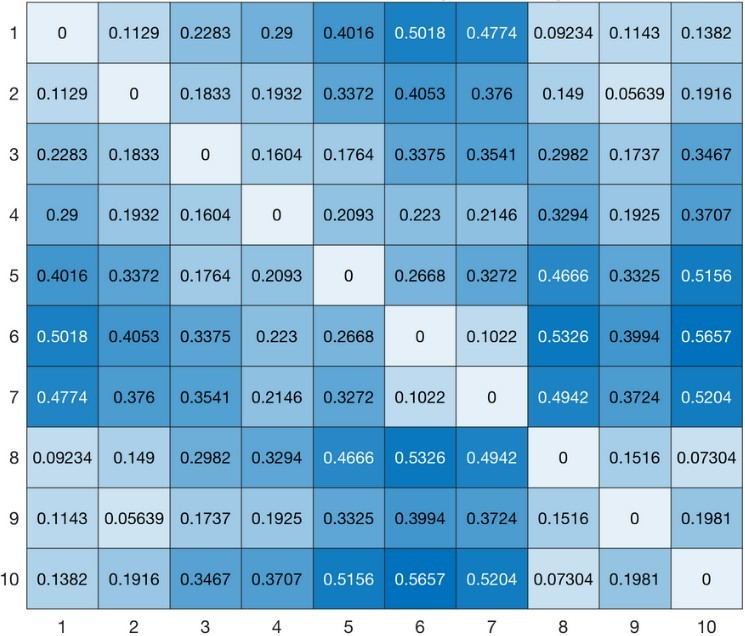 1 0 0.1129 0.2283 0.29 0.4016 0.5018 0.4774 0.09234 0.1143 0.1382
2 0.1129 0 0.1833 0.1932 0.3372 0.4053 0.376 0.149 0.05639 0.1916
3 0.2283 0.1833 0 0.1604 0.1764 0.3375 0.3541 0.2982 0.1737 0.3467
4 0.29 0.1932 0.1604 0 0.2093 0.223 0.2146 0.3294 0.1925 0.3707
5 0.4016 0.3372 0.1764 0.2093 0 0.2668 0.3272 0.4666 0.3325 0.5156
6 0.5018 0.4053 0.3375 0.223 0.2668 0 0.1022 0.5326 0.3994 0.5657
7 0.4774 0.376 0.3541 0.2146 0.3272 0.1022 0 0.4942 0.3724 0.5204
8 0.09234 0.149 0.2982 0.3294 0.4666 0.5326 0.4942 0 0.1516 0.07304
9 0.1143 0.05639 0.1737 0.1925 0.3325 0.3994 0.3724 0.1516 0 0.1981
10 0.1382 0.1916 0.3467 0.3707 0.5156 0.5657 0.5204 0.07304 0.1981 0
1 2 3 4 5 6 7 8 9 10